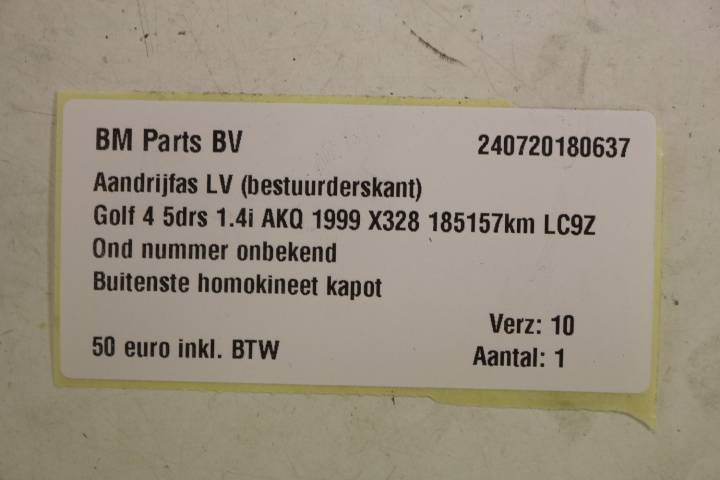 BM Parts BV 240720180637
Aandrijfas LV (bestuurderskant)
Golf 4 5drs 1.4i AKQ 1999 X328 185157km LC9Z
Ond nummer onbekend
Buitenste homokineet kapot
Verz: 10
50 euro inkl. BTW Aantal: 1